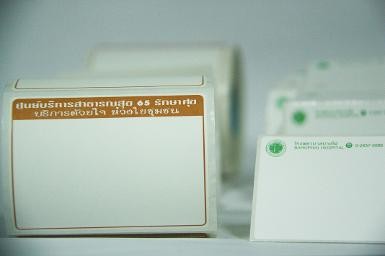 ศูนย์บริการสาธารณสุข 65 รักษาศุข
บริการด้วยใจ ห่วงใยชุมชน
HOSPITAL